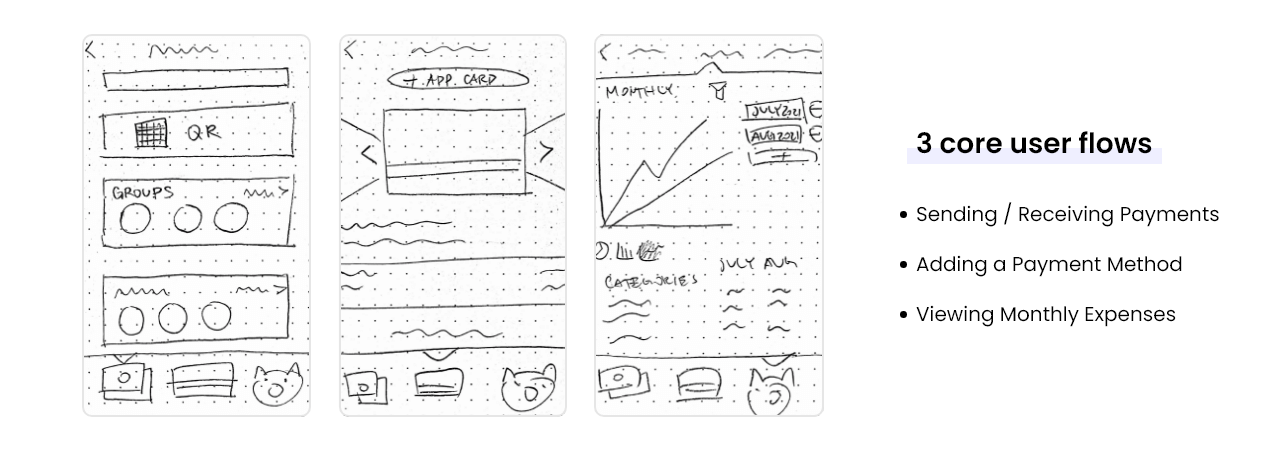 QR
GROUPS
+ APP. CARD
MONTHLY
JULY 2021
AUG 2021
+
CATEGORIES
JULY AUG
3 core user flows
• Sending / Receiving Payments
• Adding a Payment Method
• Viewing Monthly Expenses